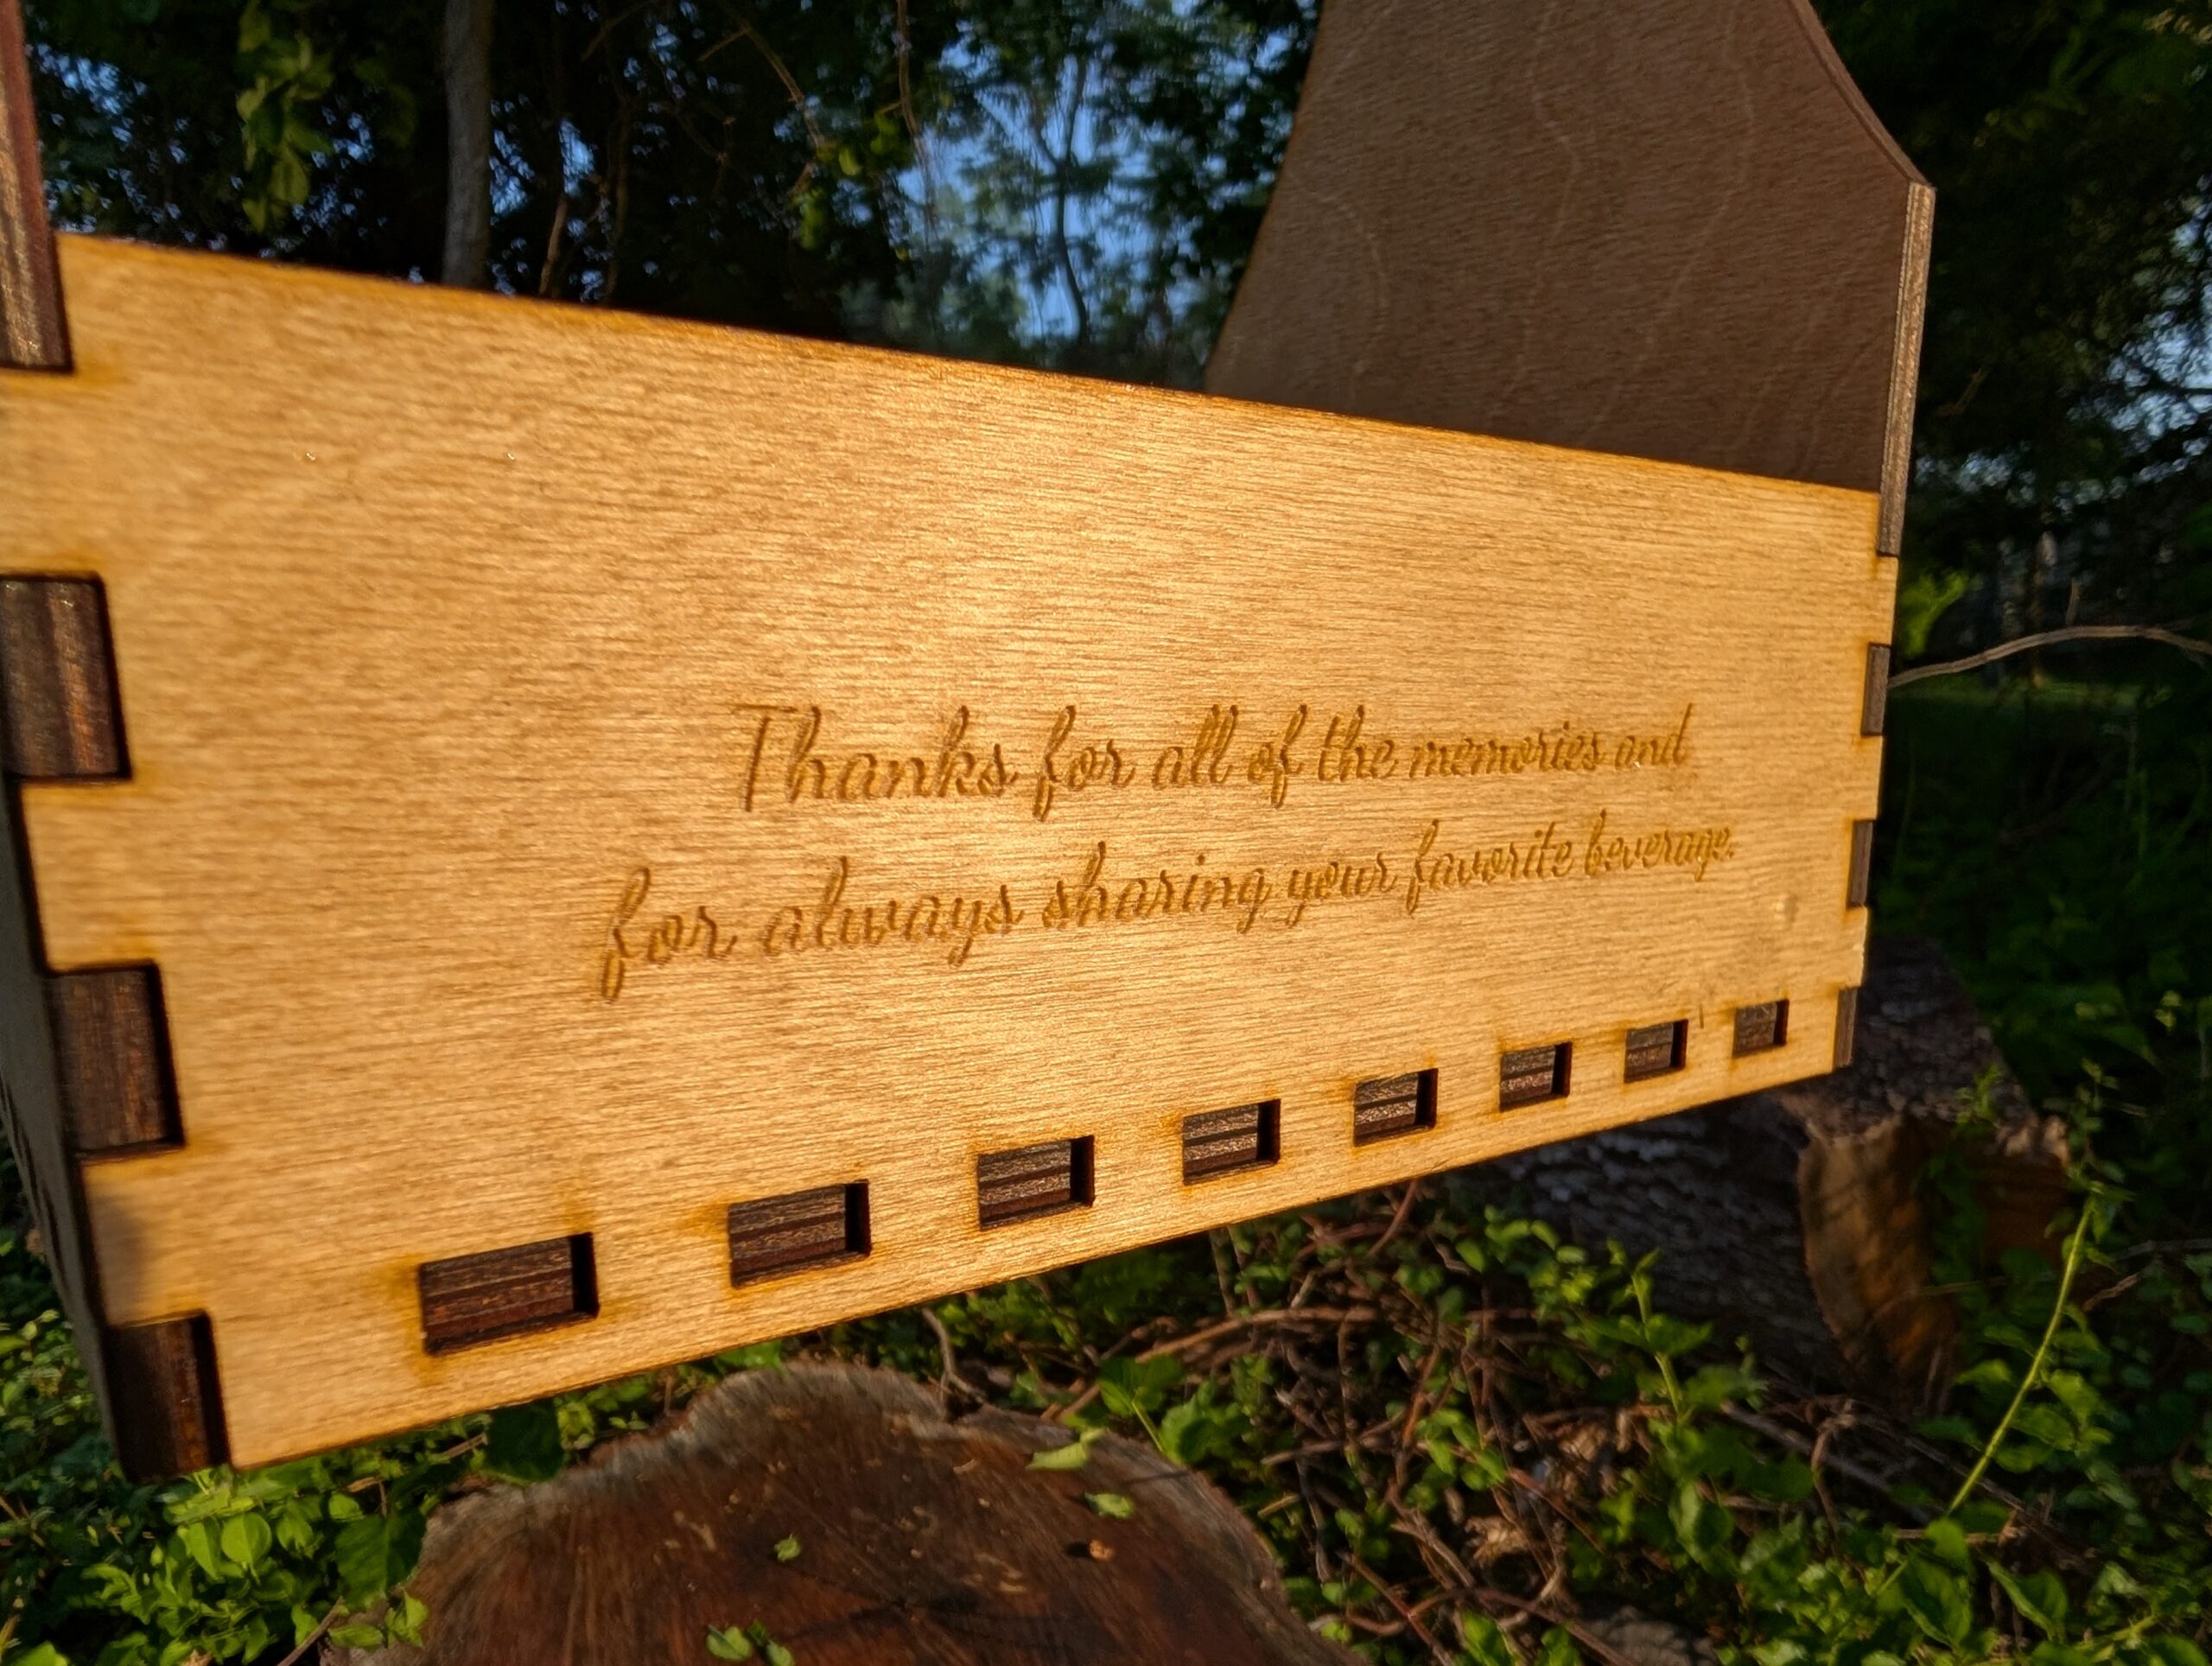 Thanks for all of the memories and
for always sharing your favorite beverage.